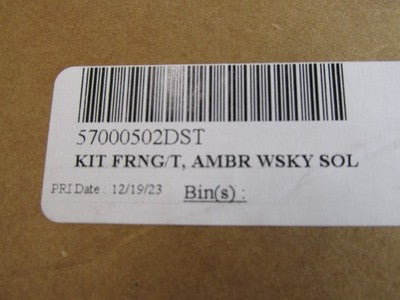 57000502DST
KIT FRNG/T, AMBR WSKY SOL
PRI Date : 12/19/23 Bin(s) :